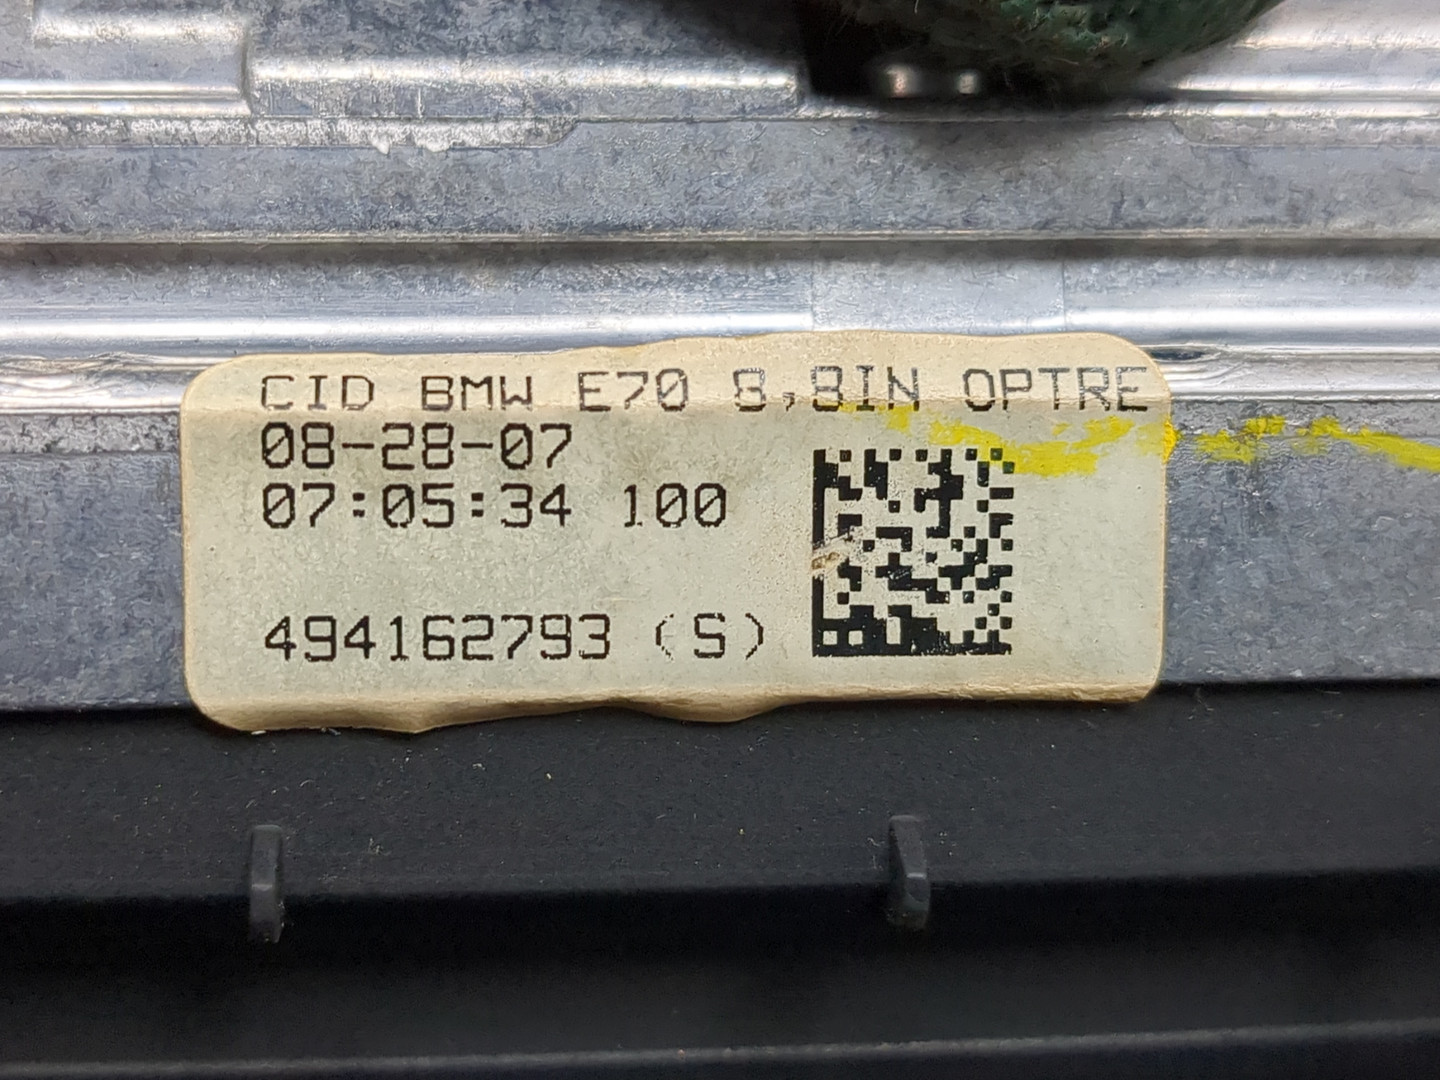 CID BMW E70 8,8IN OPTRE
08-28-07
07:05:34 100
494162793 (S)